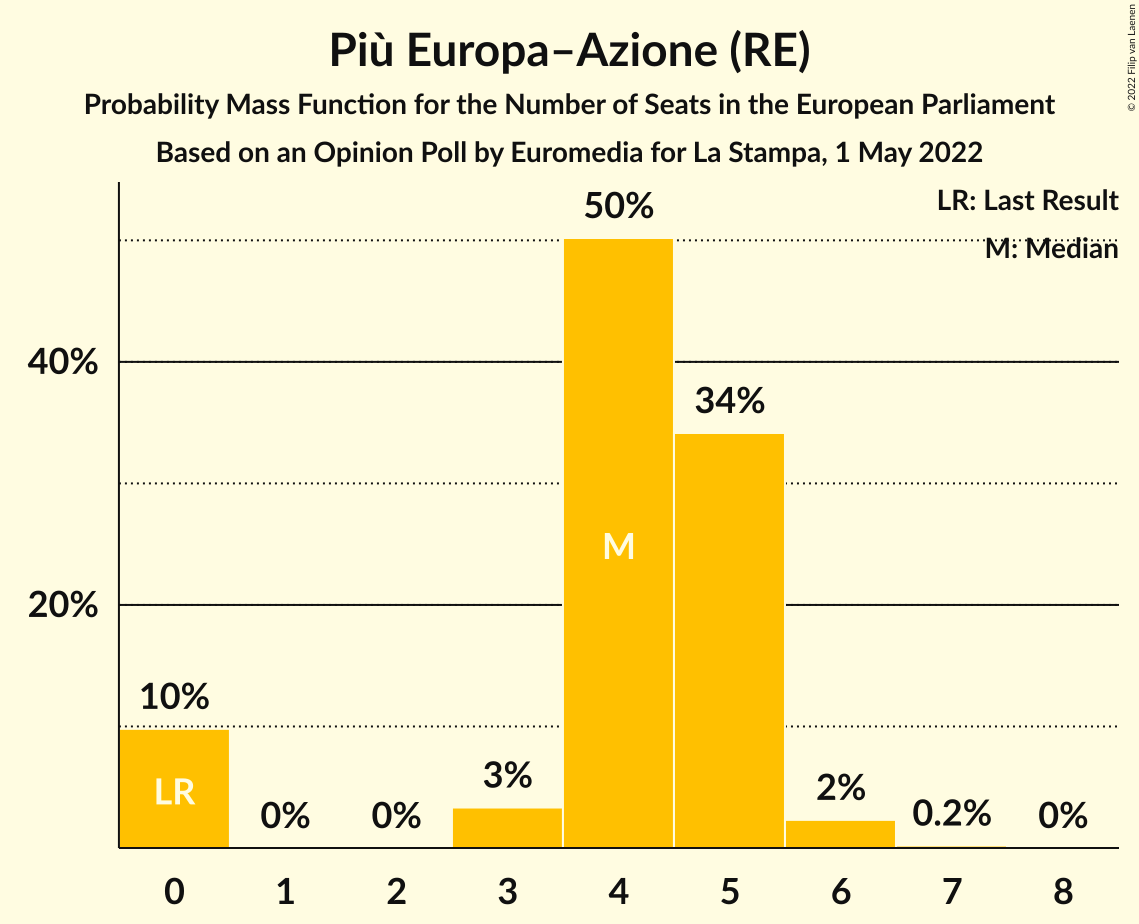 Più Europa–Azione (RE)
Probability Mass Function for the Number of Seats in the European Parliament
Based on an Opinion Poll by Euromedia for La Stampa, 1 May 2022
© 2022 Filip van Laenen
LR: Last Result
M: Median
50%
40%
34%
M
20%
10%
LR
0%
0%
3%
2%
0.2%
0%
0 1 2 3 4 5 6 7 8